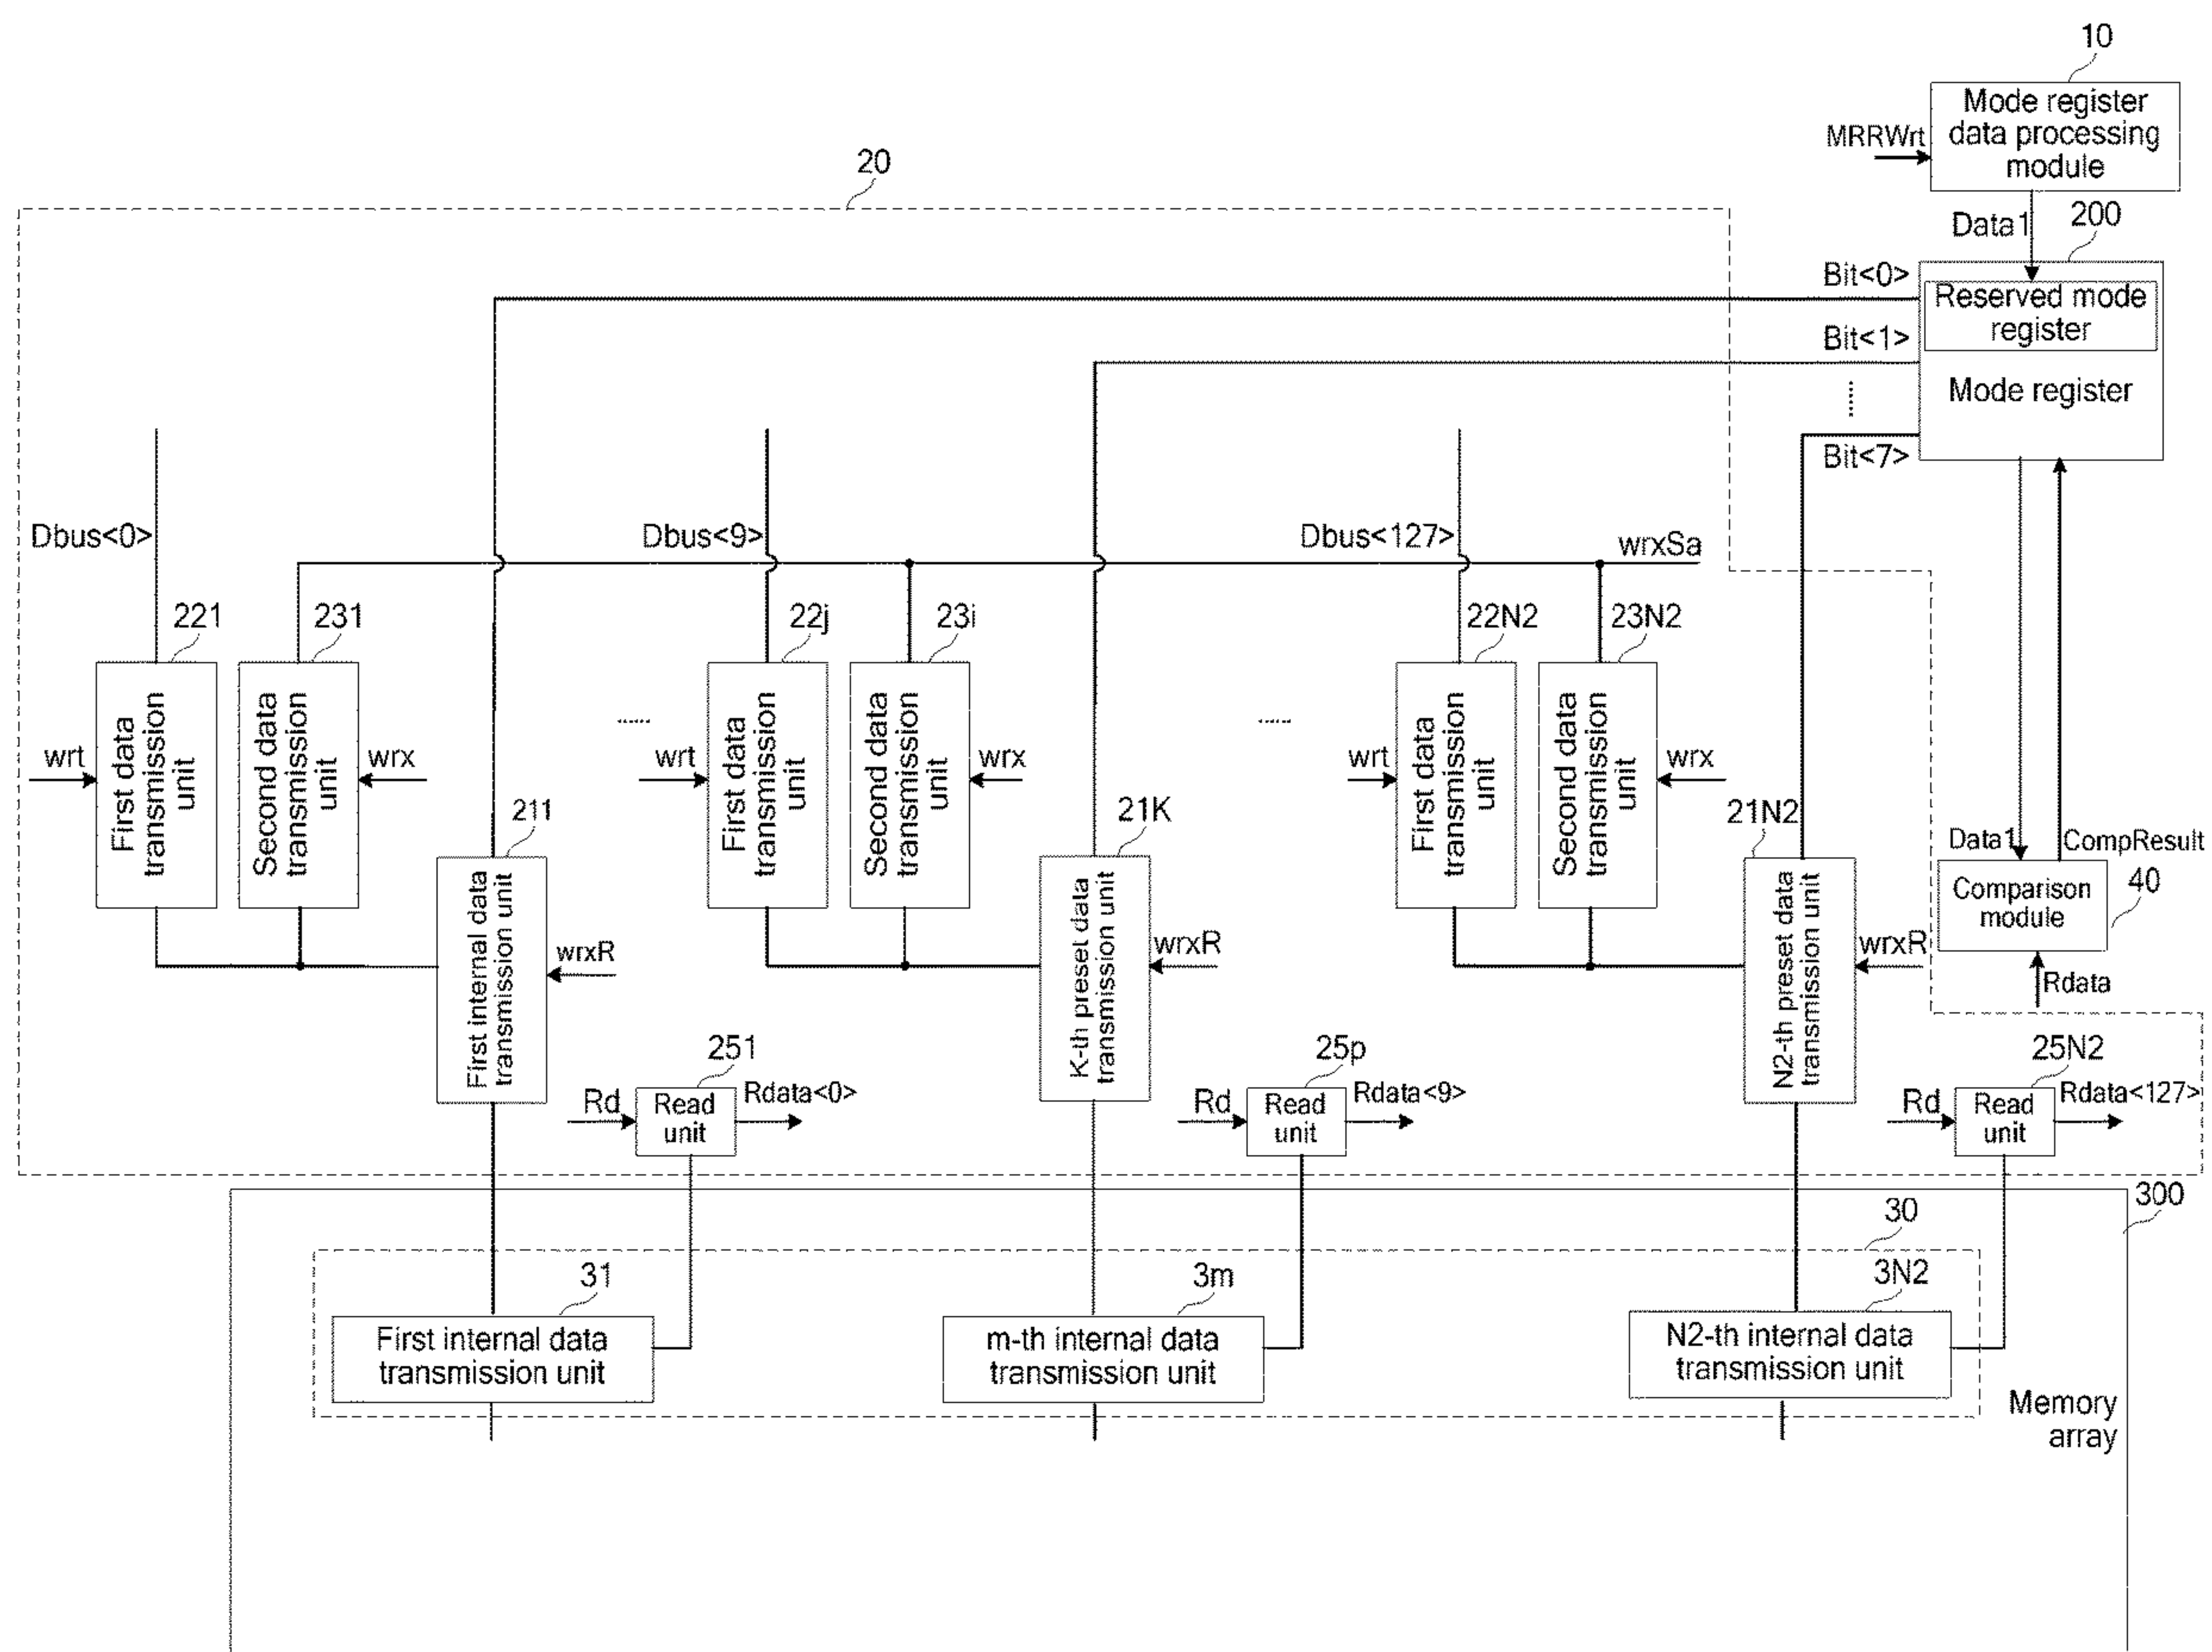 10
Mode register
data processing
module
MRRWrt
20
Data1
200
Bit<0>
Reserved mode
register
Bit<1>
Mode register
Bit<7>
Dbus<0>
Dbus<9>
Dbus<127>
wrxSa
221
231
22j
23i
22N2
23N2
First data
transmission
unit
Second data
transmission
unit
First data
transmission
unit
Second data
transmission
unit
First data
transmission
unit
Second data
transmission
unit
wrt
wrx
wrt
wrx
wrt
wrx
211
21K
21N2
Data1
CompResult
First internal data
transmission unit
K-th preset data
transmission unit
N2-th preset data
transmission unit
Comparison
module
40
wrxR
wrxR
wrxR
Rdata
251
25p
25N2
Rd
Read
unit
Rdata<0>
Rd
Read
unit
Rdata<9>
Rd
Read
unit
Rdata<127>
300
30
31
3m
3N2
First internal data
transmission unit
m-th internal data
transmission unit
N2-th internal data
transmission unit
Memory
array